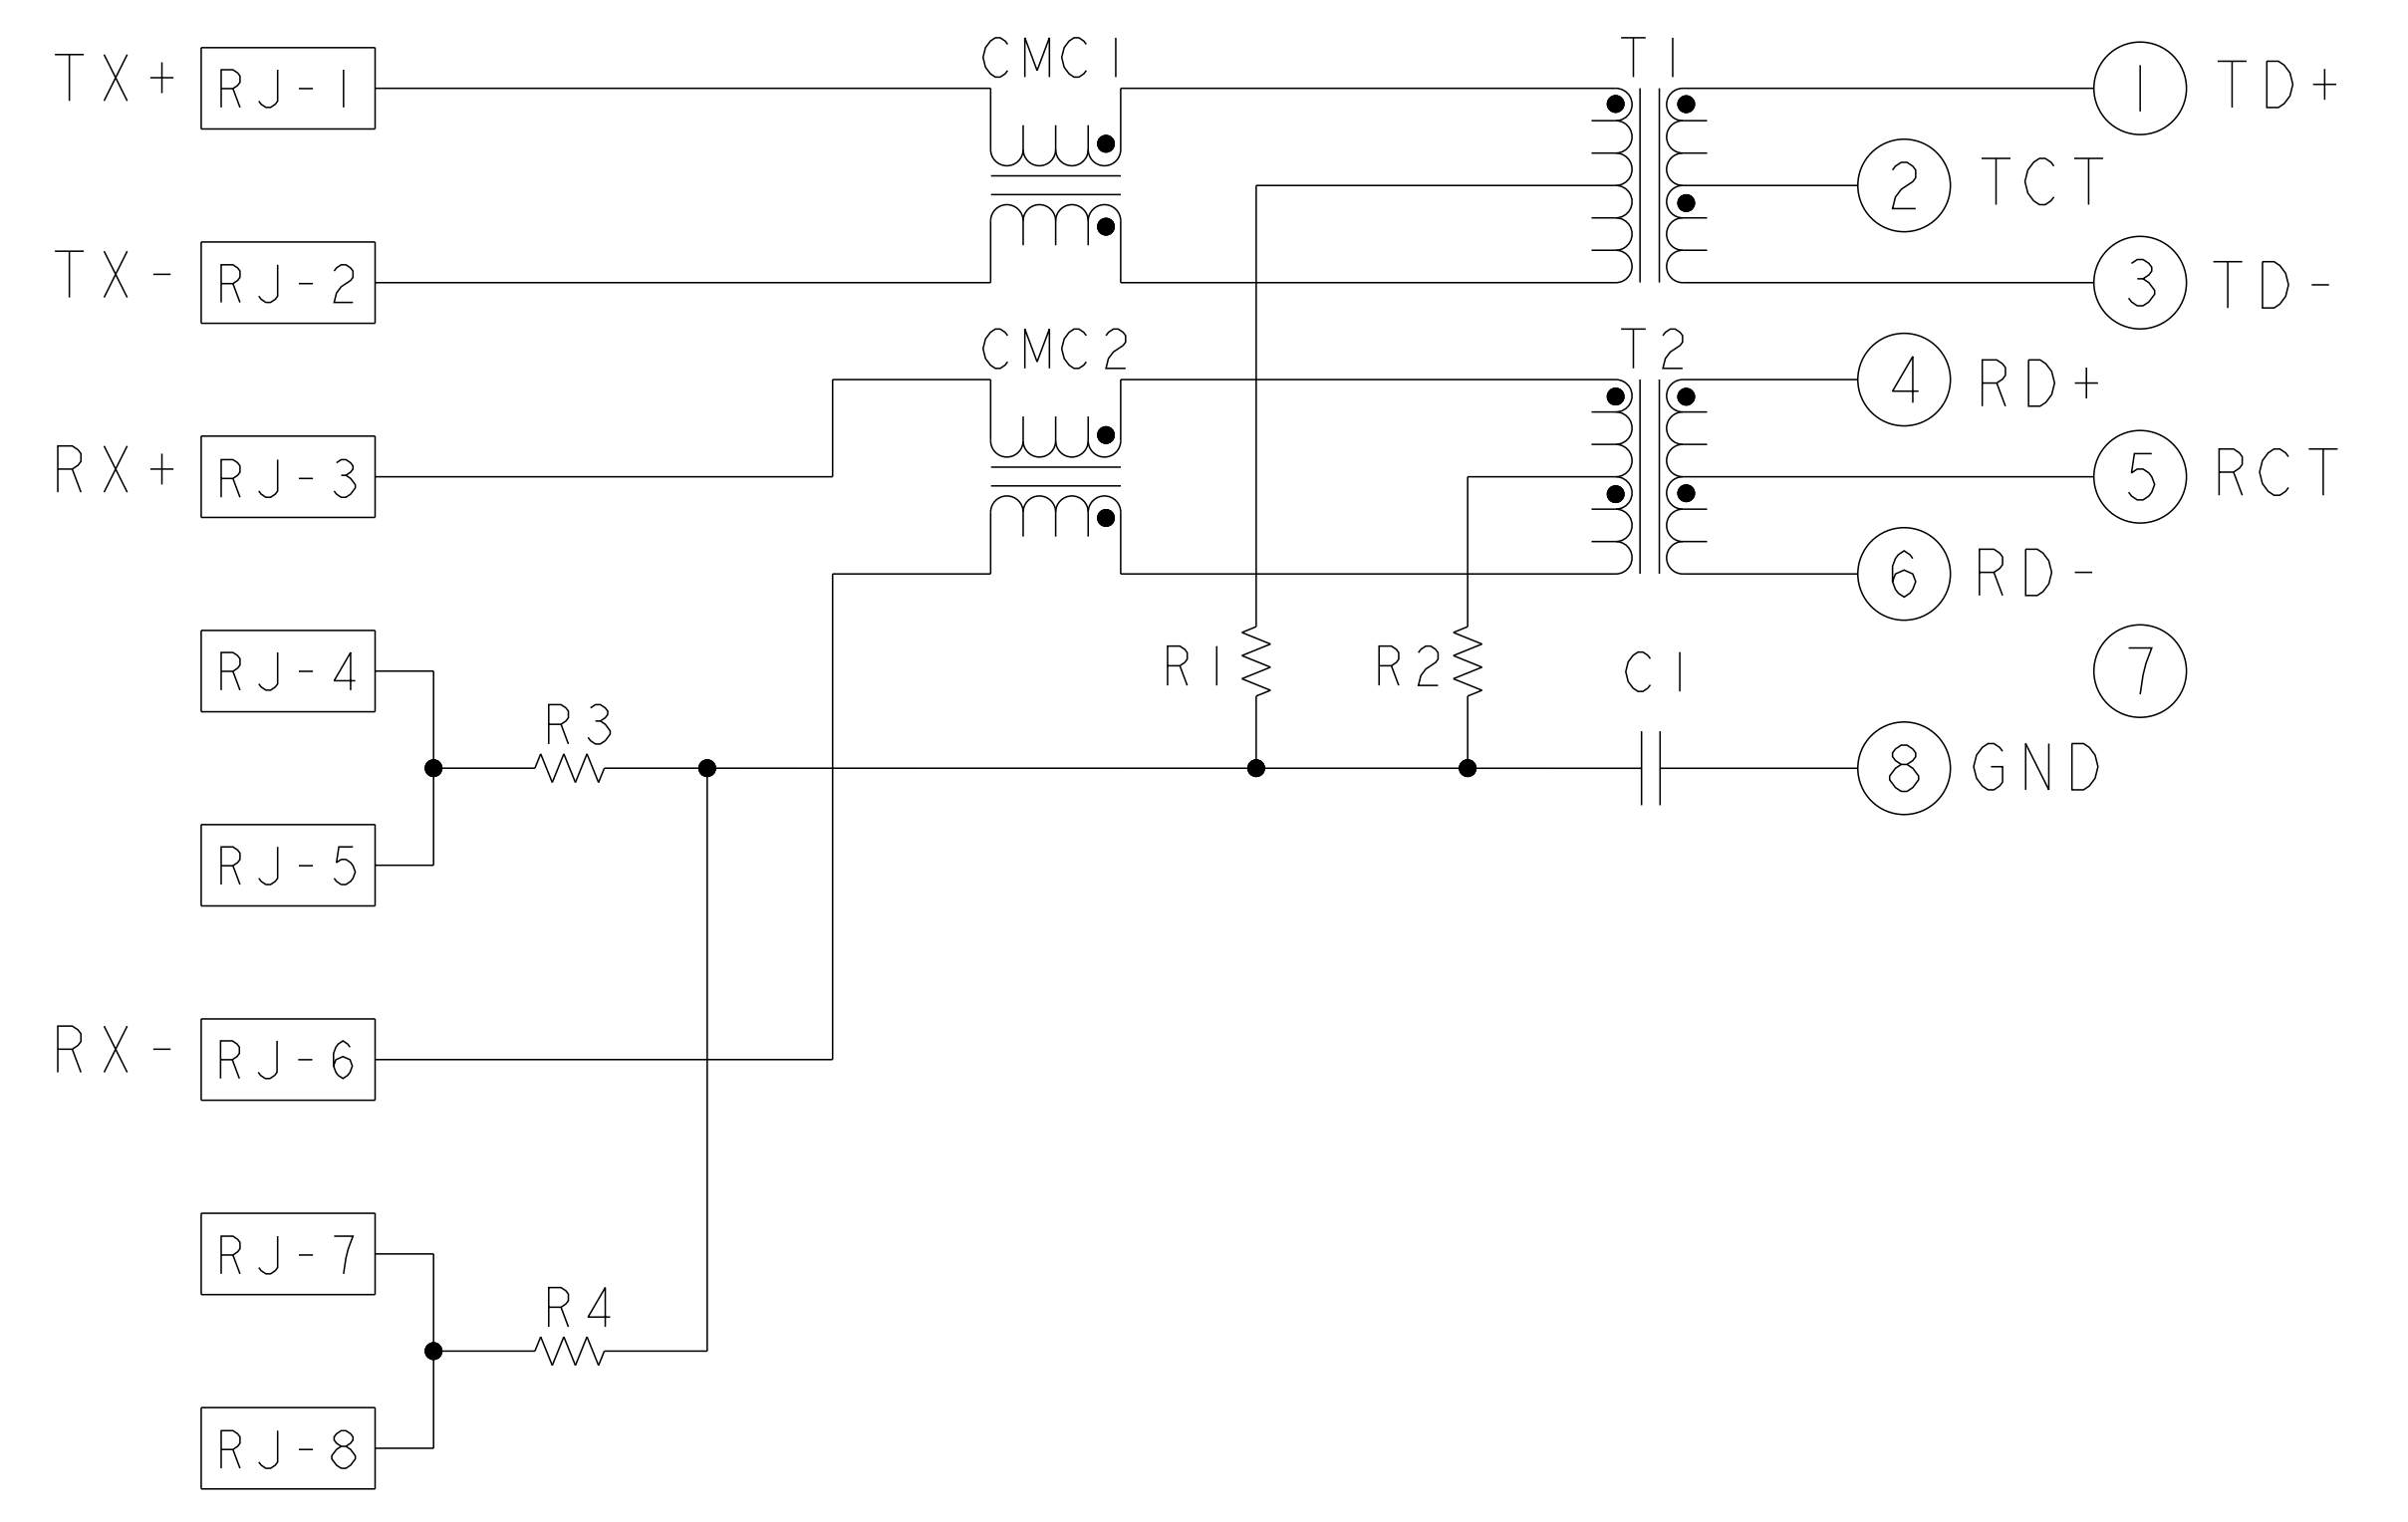 CMC1 T1
TX+ RJ-1 1 TD+
2 TCT
TX- RJ-2 3 TD-
CMC2 T2
4 RD+
RX+ RJ-3 5 RCT
6 RD-
RJ-4 R1 R2 C1 7
R3
8 GND
RJ-5
RX- RJ-6
RJ-7
R4
RJ-8